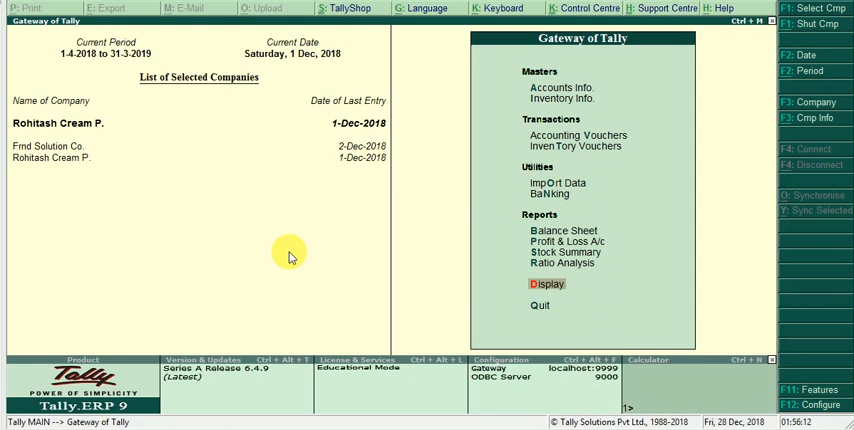 P: Print E: Export M: E-Mail O: Upload S: TallyShop G: Language K: Keyboard K: Control Centre H: Support Centre H: Help
F1: Select Cmp
Gateway of Tally Ctrl + M
F1: Shut Cmp
Current Period Current Date
1-4-2018 to 31-3-2019 Saturday, 1 Dec, 2018
List of Selected Companies
Name of Company Date of Last Entry
Rohitash Cream P. 1-Dec-2018
Frnd Solution Co. 2-Dec-2018
Rohitash Cream P. 1-Dec-2018
Gateway of Tally
Masters
Accounts Info.
Inventory Info.
Transactions
Accounting Vouchers
InvenTory Vouchers
Utilities
ImpOrt Data
BaNking
Reports
Balance Sheet
Profit & Loss A/c
Stock Summary
Ratio Analysis
Display
Quit
F2: Date
F2: Period
F3: Company
F3: Cmp Info
F4: Connect
F4: Disconnect
O: Synchronise
Y: Sync Selected
F11: Features
F12: Configure
Product
Tally
POWER OF SIMPLICITY
Tally.ERP 9
Version & Updates Ctrl + Alt + T
Series A Release 6.4.9
(Latest)
License & Services Ctrl + Alt + L
Educational Mode
Configuration Ctrl + Alt + F
Gateway localhost:9999
ODBC Server 9000
Calculator Ctrl + N
1>
Tally MAIN --> Gateway of Tally © Tally Solutions Pvt Ltd., 1988-2018 Fri, 28 Dec, 2018 01:56:12